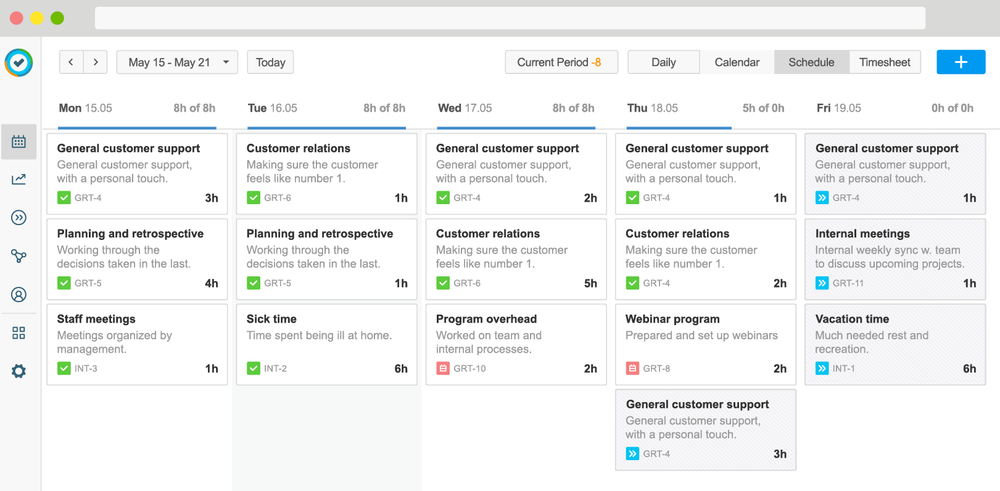 May 15 - May 21
Today
Current Period -8
Daily
Calendar
Schedule
Timesheet
Mon 15.05
8h of 8h
Tue 16.05
8h of 8h
Wed 17.05
8h of 8h
Thu 18.05
5h of 0h
Fri 19.05
0h of 0h
General customer support
General customer support,
with a personal touch.
GRT-4
3h
Planning and retrospective
Working through the
decisions taken in the last.
GRT-5
4h
Staff meetings
Meetings organized by
management.
INT-3
1h
Customer relations
Making sure the customer
feels like number 1.
GRT-6
1h
Planning and retrospective
Working through the
decisions taken in the last.
GRT-5
1h
Sick time
Time spent being ill at home.
INT-2
6h
General customer support
General customer support,
with a personal touch.
GRT-4
2h
Customer relations
Making sure the customer
feels like number 1.
GRT-6
5h
Program overhead
Worked on team and
internal processes.
GRT-10
2h
General customer support
General customer support,
with a personal touch.
GRT-4
1h
Customer relations
Making sure the customer
feels like number 1.
GRT-4
2h
Webinar program
Prepared and set up webinars
GRT-8
2h
General customer support
General customer support,
with a personal touch.
GRT-4
3h
General customer support
General customer support,
with a personal touch.
GRT-4
1h
Internal meetings
Internal weekly sync w. team
to discuss upcoming projects.
GRT-11
1h
Vacation time
Much needed rest and
recreation.
INT-1
6h